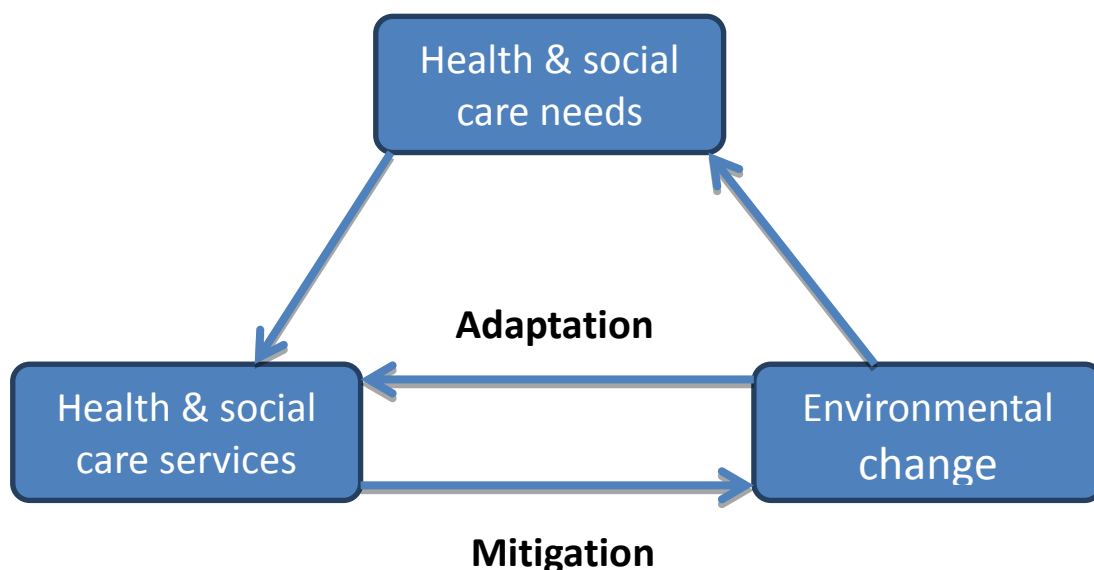 Health & social
care needs
Adaptation
Health & social
care services
Environmental
change
Mitigation